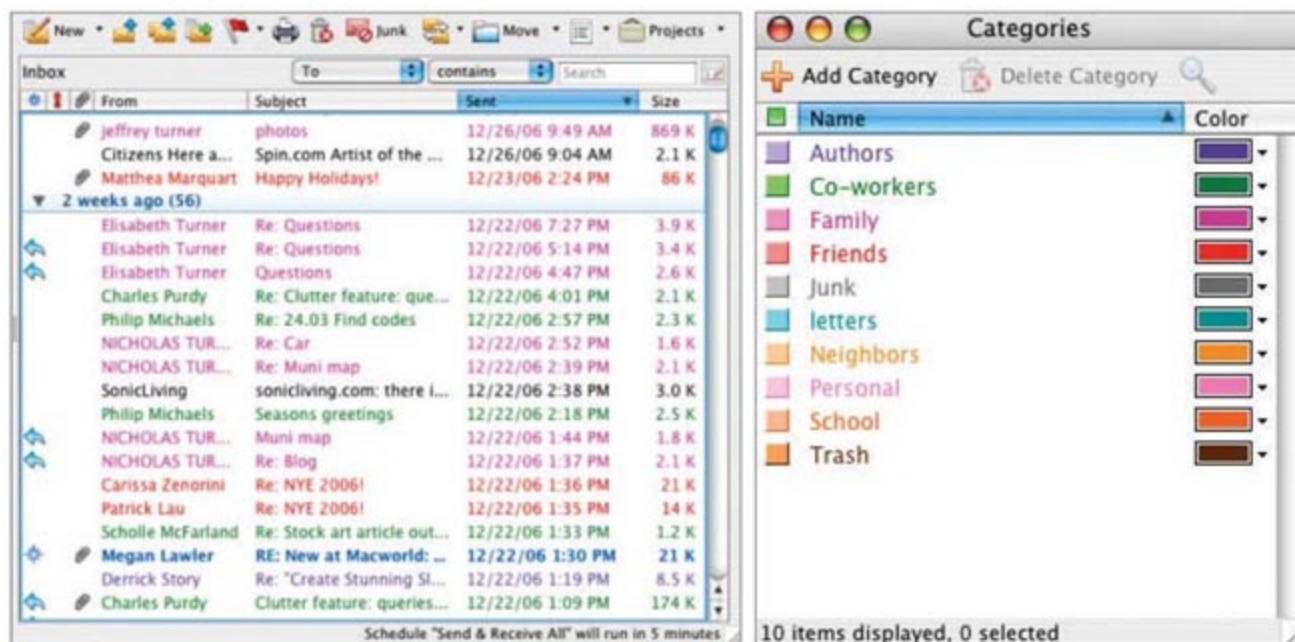 New Junk Move Projects
Inbox To contains Search
From Subject Sent Size
jeffrey turner photos 12/26/06 9:49 AM 869 K
Citizens Here a... Spin.com Artist of the ... 12/26/06 9:04 AM 2.1 K
Matthea Marquart Happy Holidays! 12/23/06 2:24 PM 86 K
2 weeks ago (56)
Elisabeth Turner Re: Questions 12/22/06 7:27 PM 3.9 K
Elisabeth Turner Re: Questions 12/22/06 5:14 PM 3.4 K
Elisabeth Turner Questions 12/22/06 4:47 PM 2.6 K
Charles Purdy Re: Clutter feature: que... 12/22/06 4:01 PM 2.1 K
Philip Michaels Re: 24.03 Find codes 12/22/06 2:57 PM 2.3 K
NICHOLAS TUR... Re: Car 12/22/06 2:52 PM 1.6 K
NICHOLAS TUR... Re: Muni map 12/22/06 2:39 PM 2.1 K
SonicLiving sonicliving.com: there i... 12/22/06 2:38 PM 3.0 K
Philip Michaels Seasons greetings 12/22/06 2:18 PM 2.5 K
NICHOLAS TUR... Muni map 12/22/06 1:44 PM 1.8 K
NICHOLAS TUR... Re: Blog 12/22/06 1:37 PM 2.1 K
Carissa Zenorini Re: NYE 2006! 12/22/06 1:36 PM 21 K
Patrick Lau Re: NYE 2006! 12/22/06 1:35 PM 14 K
Scholle McFarland Re: Stock art article out... 12/22/06 1:33 PM 1.2 K
Megan Lawler RE: New at Macworld: ... 12/22/06 1:30 PM 21 K
Derrick Story Re: "Create Stunning Sl... 12/22/06 1:19 PM 8.5 K
Charles Purdy Clutter feature: queries... 12/22/06 1:09 PM 174 K
Schedule "Send & Receive All" will run in 5 minutes
Categories
Add Category Delete Category
Name Color
Authors
Co-workers
Family
Friends
Junk
letters
Neighbors
Personal
School
Trash
10 items displayed, 0 selected